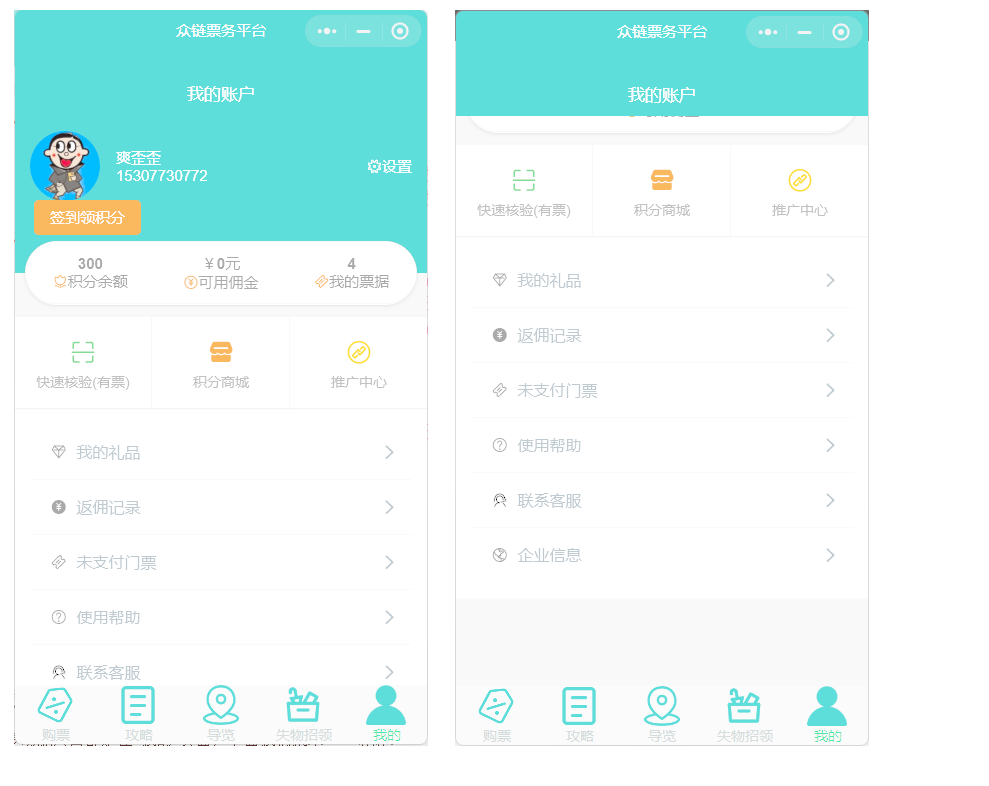 众链票务平台
我的账户
爽歪歪
15307730772
设置
签到领积分
300
￥0元
4
积分余额
可用佣金
我的票据
快速核验(有票)
积分商城
推广中心
我的礼品
返佣记录
未支付门票
使用帮助
联系客服
购票
攻略
导览
失物招领
我的
众链票务平台
我的账户
快速核验(有票)
积分商城
推广中心
我的礼品
返佣记录
未支付门票
使用帮助
联系客服
企业信息
购票
攻略
导览
失物招领
我的